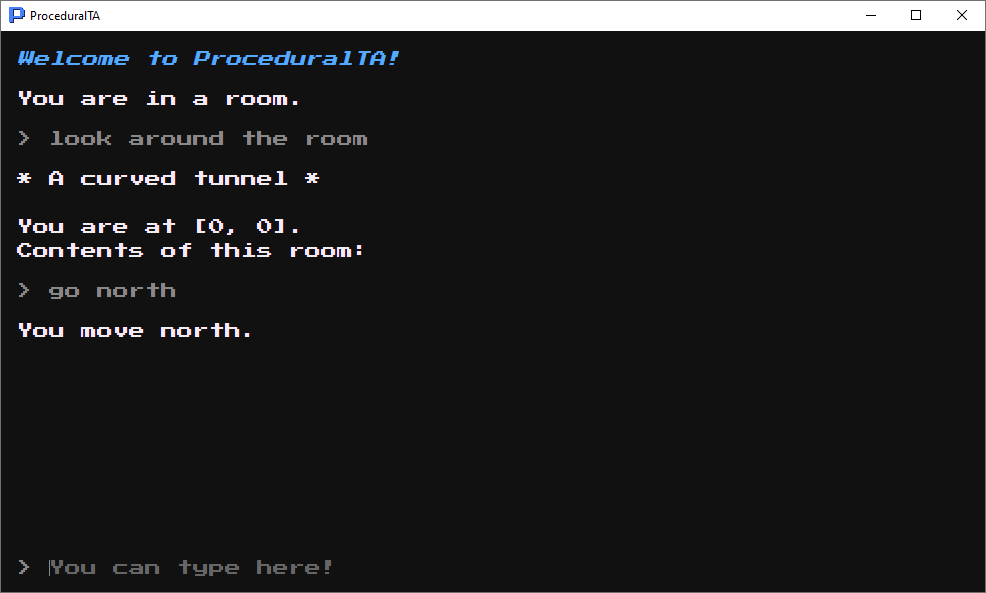 ProceduralTA
Welcome to ProceduralTA!
You are in a room.
> look around the room
* A curved tunnel *
You are at [0, 0].
Contents of this room:
> go north
You move north.
> You can type here!